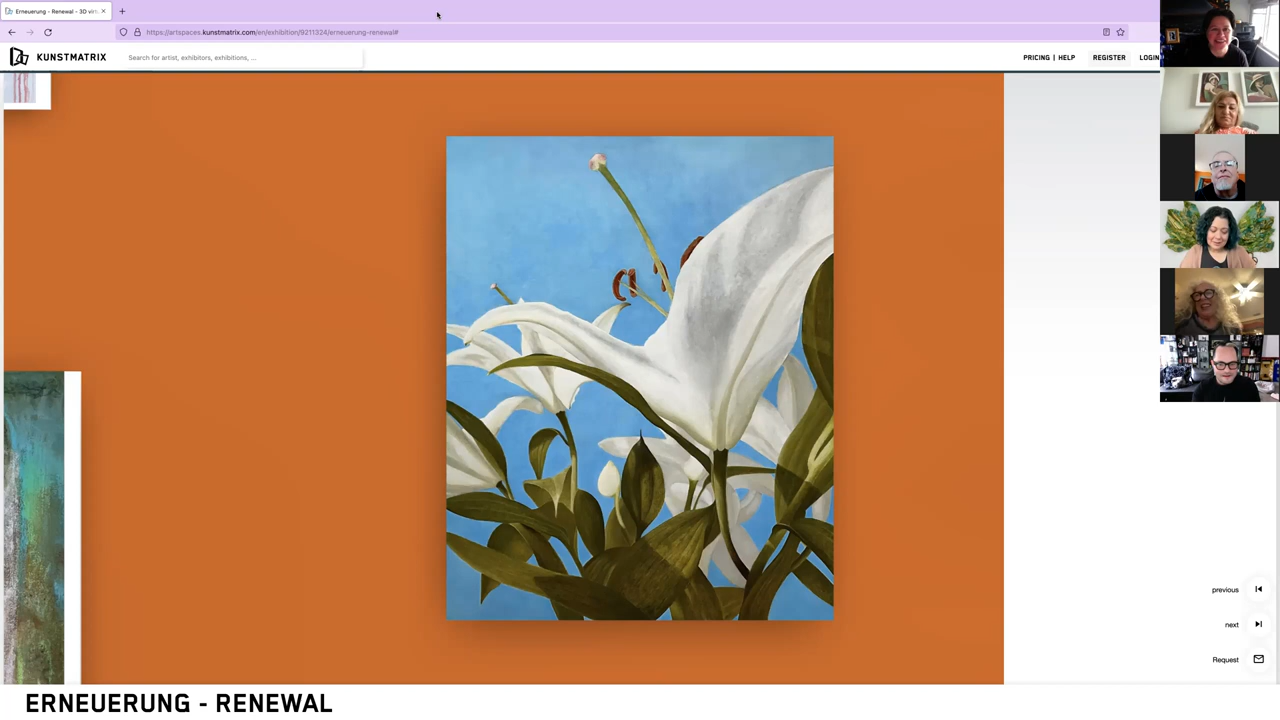 Erneuerung - Renewal - 3D virt
https://artspaces.kunstmatrix.com/en/exhibition/9211324/erneuerung-renewal#
KUNSTMATRIX
Search for artist, exhibitors, exhibitions, ...
PRICING | HELP
REGISTER
LOGIN
previous
next
Request
ERNEUERUNG - RENEWAL